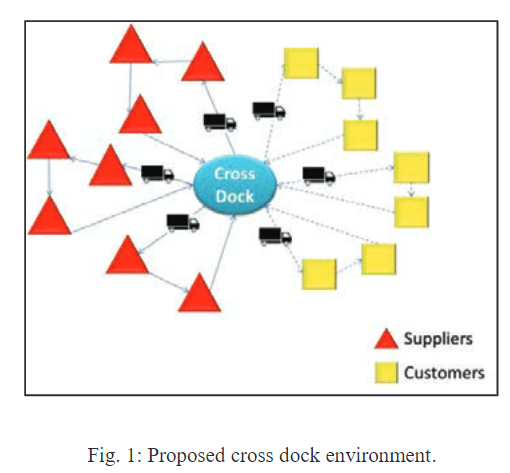 Cross
Dock
Suppliers
Customers
Fig. 1: Proposed cross dock environment.